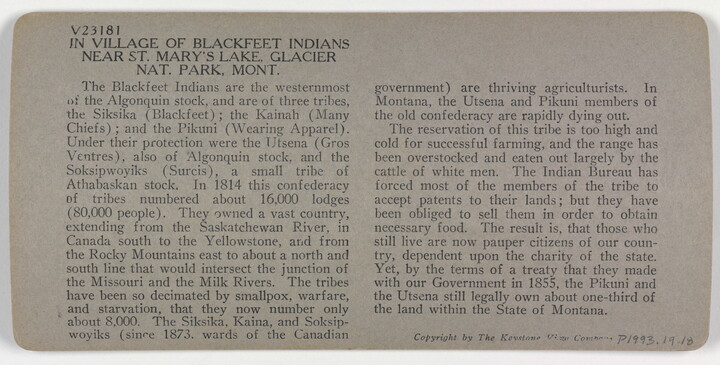 V23181
IN VILLAGE OF BLACKFEET INDIANS
NEAR ST. MARY'S LAKE, GLACIER
NAT. PARK, MONT.
The Blackfeet Indians are the westernmost
of the Algonquin stock, and are of three tribes,
the Siksika (Blackfeet); the Kainah (Many
Chiefs); and the Pikuni (Wearing Apparel).
Under their protection were the Utsena (Gros
Ventres), also of Algonquin stock, and the
Soksipwoyiks (Surcis), a small tribe of
Athabaskan stock. In 1814 this confederacy
of tribes numbered about 16,000 lodges
(80,000 people). They owned a vast country,
extending from the Saskatchewan River, in
Canada south to the Yellowstone, and from
the Rocky Mountains east to about a north and
south line that would intersect the junction of
the Missouri and the Milk Rivers. The tribes
have been so decimated by smallpox, warfare,
and starvation, that they now number only
about 8,000. The Siksika, Kaina, and Soksip-
woyiks (since 1873, wards of the Canadian
government) are thriving agriculturists. In
Montana, the Utsena and Pikuni members of
the old confederacy are rapidly dying out.
The reservation of this tribe is too high and
cold for successful farming, and the range has
been overstocked and eaten out largely by the
cattle of white men. The Indian Bureau has
forced most of the members of the tribe to
accept patents to their lands; but they have
been obliged to sell them in order to obtain
necessary food. The result is, that those who
still live are now pauper citizens of our coun-
try, dependent upon the charity of the state.
Yet, by the terms of a treaty that they made
with our Government in 1855, the Pikuni and
the Utsena still legally own about one-third of
the land within the State of Montana.
Copyright by The Keystone View Company P1993.19.18